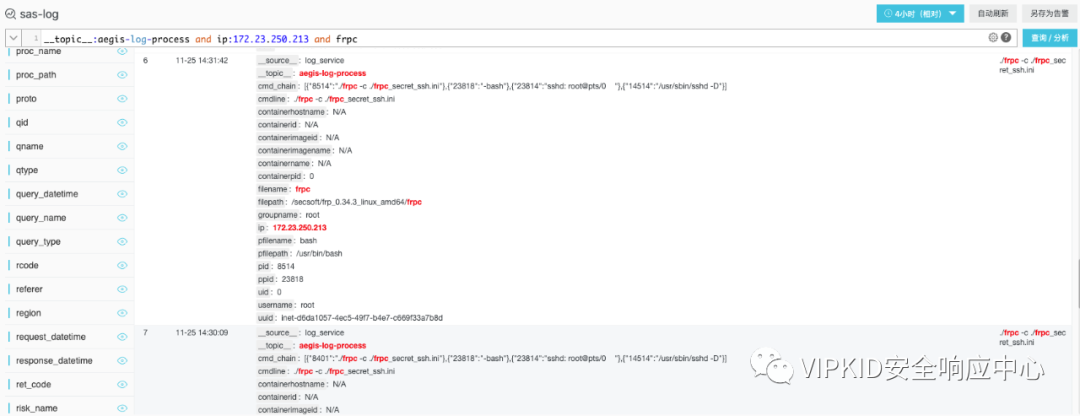 sas-log
4小时（相对）
自动刷新
另存为告警
1 __topic__:aegis-log-process and ip:172.23.250.213 and frpc
查询 / 分析
proc_name
proc_path
proto
qid
qname
qtype
query_datetime
query_name
query_type
rcode
referer
region
request_datetime
response_datetime
ret_code
risk_name
6 11-25 14:31:42
__source__: log_service
__topic__: aegis-log-process
cmd_chain: [{"8514":"./frpc -c ./frpc_secret_ssh.ini"},{"23818":"-bash"},{"23814":"sshd: root@pts/0 "},{"14514":"/usr/sbin/sshd -D"}]
cmdline: ./frpc -c ./frpc_secret_ssh.ini
containerhostname: N/A
containerid: N/A
containerimageid: N/A
containerimagename: N/A
containername: N/A
containerpid: 0
filename: frpc
filepath: /secsoft/frp_0.34.3_linux_amd64/frpc
groupname: root
ip: 172.23.250.213
pfilename: bash
pfilepath: /usr/bin/bash
pid: 8514
ppid: 23818
uid: 0
username: root
uuid: inet-d6da1057-4ec5-49f7-b4e7-c669f33a7b8d
./frpc -c ./frpc_sec
ret_ssh.ini
7 11-25 14:30:09
__source__: log_service
__topic__: aegis-log-process
cmd_chain: [{"8401":"./frpc -c ./frpc_secret_ssh.ini"},{"23818":"-bash"},{"23814":"sshd: root@pts/0 "},{"14514":"/usr/sbin/sshd -D"}]
cmdline: ./frpc -c ./frpc_secret_ssh.ini
containerhostname: N/A
containerid: N/A
containerimageid: N/A
./frpc -c ./frpc_sec
ret_ssh.ini
VIPKID安全响应中心